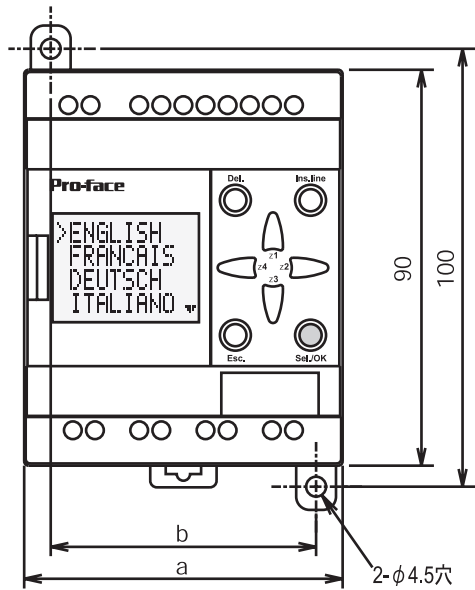 Pro-face
Del.
Ins.line
>ENGLISH
FRANCAIS
DEUTSCH
ITALIANO
z1
z4
z2
z3
Esc.
Sel./OK
90
100
b
a
2-φ4.5穴